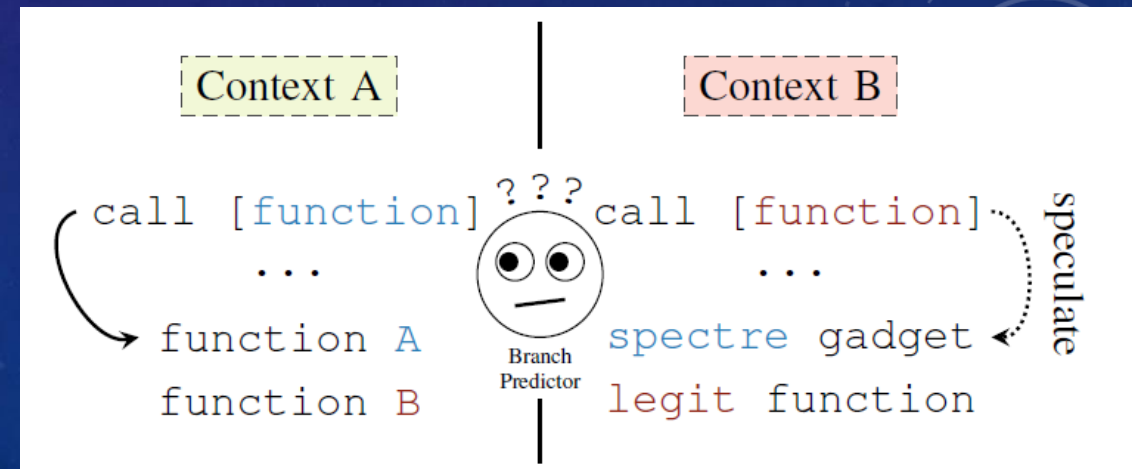 Context A
Context B
call [function]
? ? ?
call [function]
...
...
speculate
function A
spectre gadget
Branch
Predictor
function B
legit function